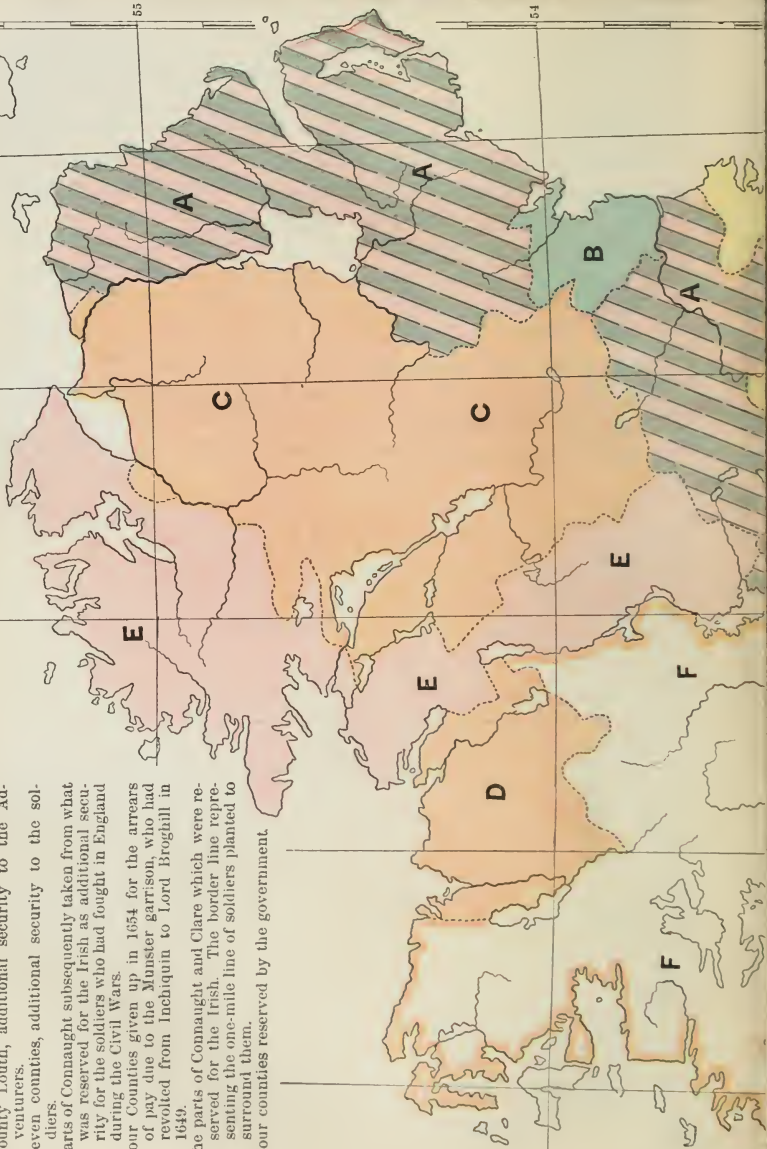 ounty Louth, additional security to the Ad-
venturers.
even counties, additional security to the sol-
diers.
arts of Connaught subsequently taken from what
was reserved for the Irish as additional secu-
rity for the soldiers who had fought in England
during the Civil Wars.
our Counties given up in 1654 for the arrears
of pay due to the Munster garrison, who had
revolted from Inchiquin to Lord Broghill in
1649.
he parts of Connaught and Clare which were re-
served for the Irish. The border line repre-
senting the one-mile line of soldiers planted to
surround them.
our counties reserved by the government
55
54
A
A
B
A
C
C
E
E
E
D
F
F